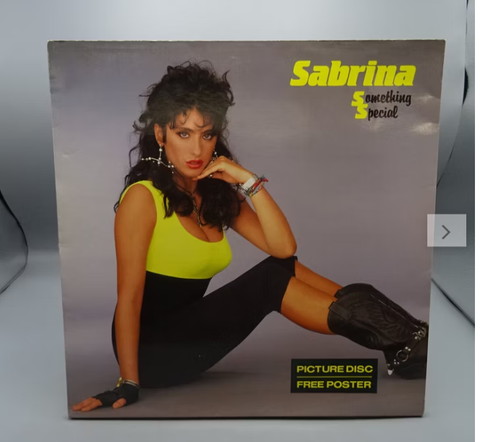 Sabrina
Something
Special
PICTURE DISC
FREE POSTER